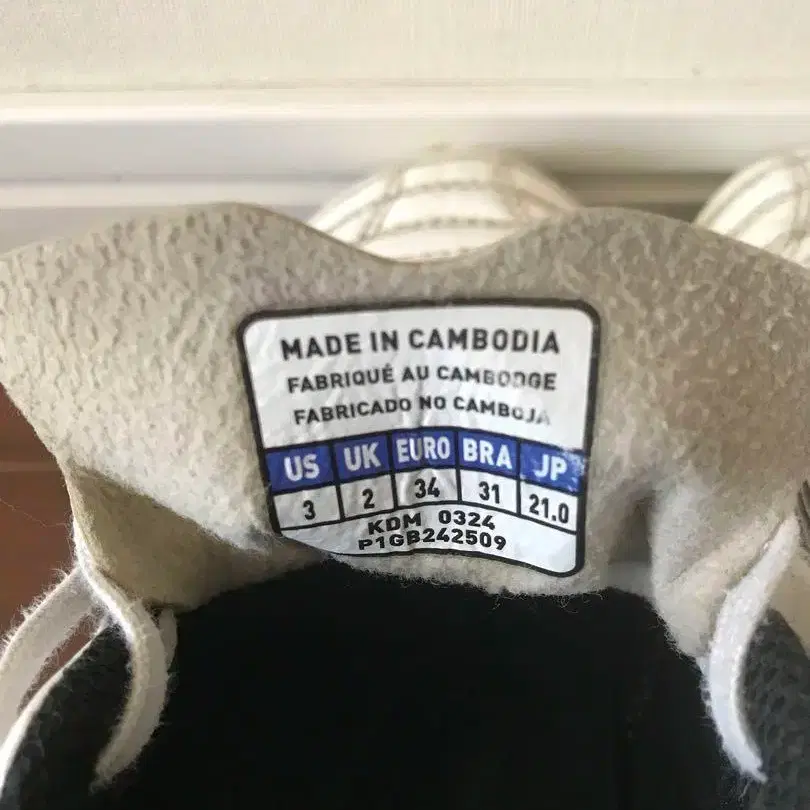 MADE IN CAMBODIA
FABRIQUÉ AU CAMBODGE
FABRICADO NO CAMBOJA
US UK EURO BRA JP
3 2 34 31 21.0
KDM 0324
P1GB242509